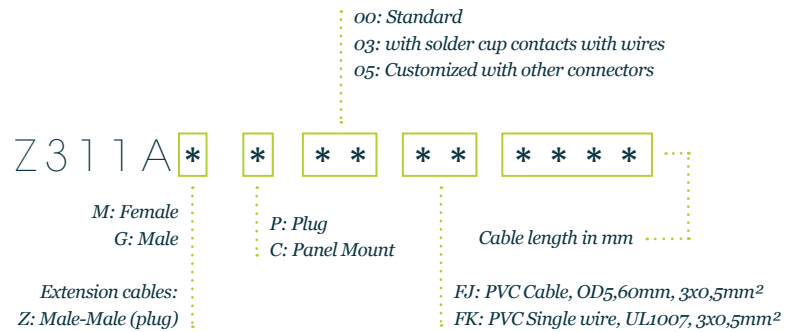 00: Standard
03: with solder cup contacts with wires
05: Customized with other connectors
Z311A* * ** ** ****
M: Female
G: Male
P: Plug
C: Panel Mount
Cable length in mm
Extension cables:
Z: Male-Male (plug)
FJ: PVC Cable, OD5,60mm, 3x0,5mm²
FK: PVC Single wire, UL1007, 3x0,5mm²